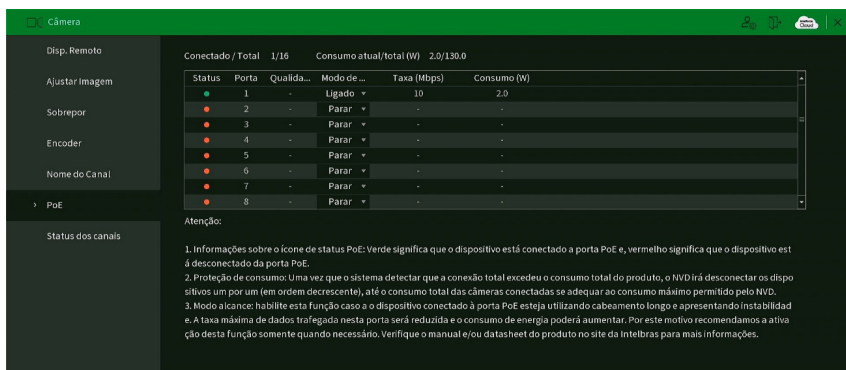 Câmera
intelbras
Cloud
Disp. Remoto
Ajustar Imagem
Sobrepor
Encoder
Nome do Canal
> PoE
Status dos canais
Conectado / Total 1/16 Consumo atual/total (W) 2.0/130.0
Status Porta Qualida... Modo de ... Taxa (Mbps) Consumo (W)
1 - Ligado 10 2.0
2 - Parar - -
3 - Parar - -
4 - Parar - -
5 - Parar - -
6 - Parar - -
7 - Parar - -
8 - Parar - -
Atenção:
1. Informações sobre o ícone de status PoE: Verde significa que o dispositivo está conectado a porta PoE e, vermelho significa que o dispositivo est
á desconectado da porta PoE.
2. Proteção de consumo: Uma vez que o sistema detectar que a conexão total excedeu o consumo total do produto, o NVD irá desconectar os dispo
sitivos um por um (em ordem decrescente), até o consumo total das câmeras conectadas se adequar ao consumo máximo permitido pelo NVD.
3. Modo alcance: habilite esta função caso a o dispositivo conectado à porta PoE esteja utilizando cabeamento longo e apresentando instabilidad
e. A taxa máxima de dados trafegada nesta porta será reduzida e o consumo de energia poderá aumentar. Por este motivo recomendamos a ativa
ção desta função somente quando necessário. Verifique o manual e/ou datasheet do produto no site da Intelbras para mais informações.